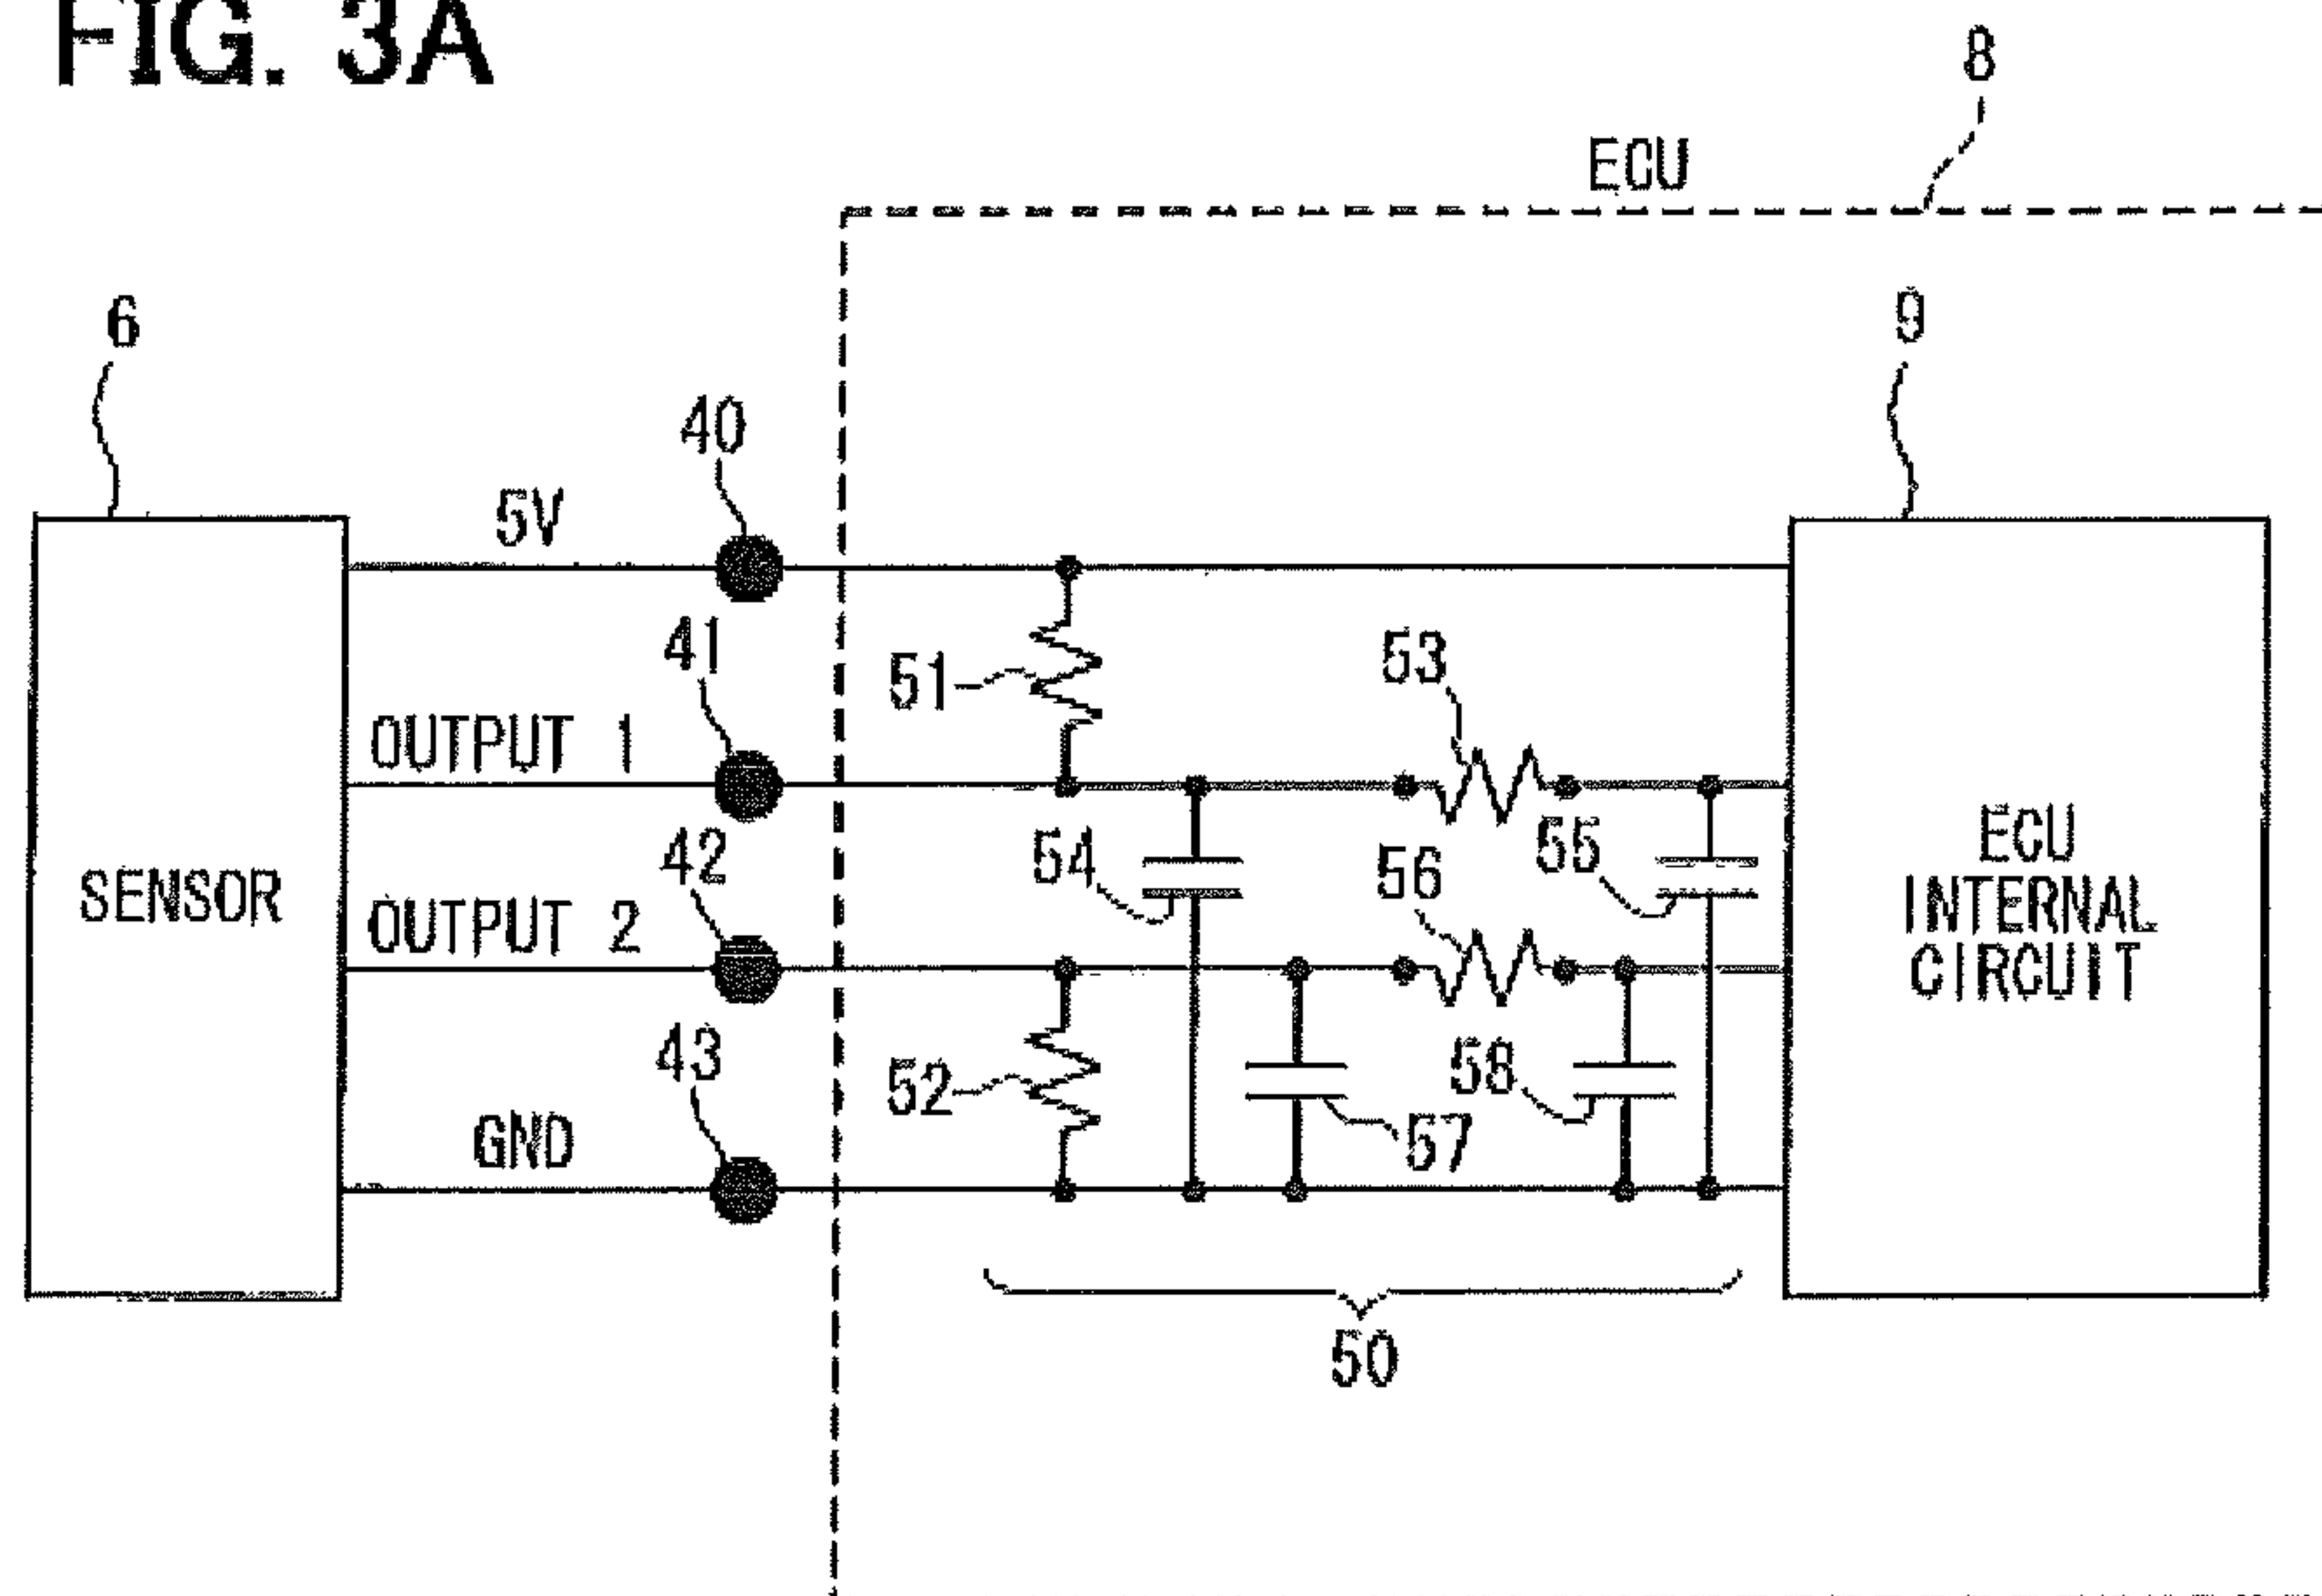 FIG. 3A
8
ECU
6
9
40
5V
41
51
53
OUTPUT 1
42
54
56
55
SENSOR
OUTPUT 2
ECU
INTERNAL
CIRCUIT
43
52
58
57
GND
50